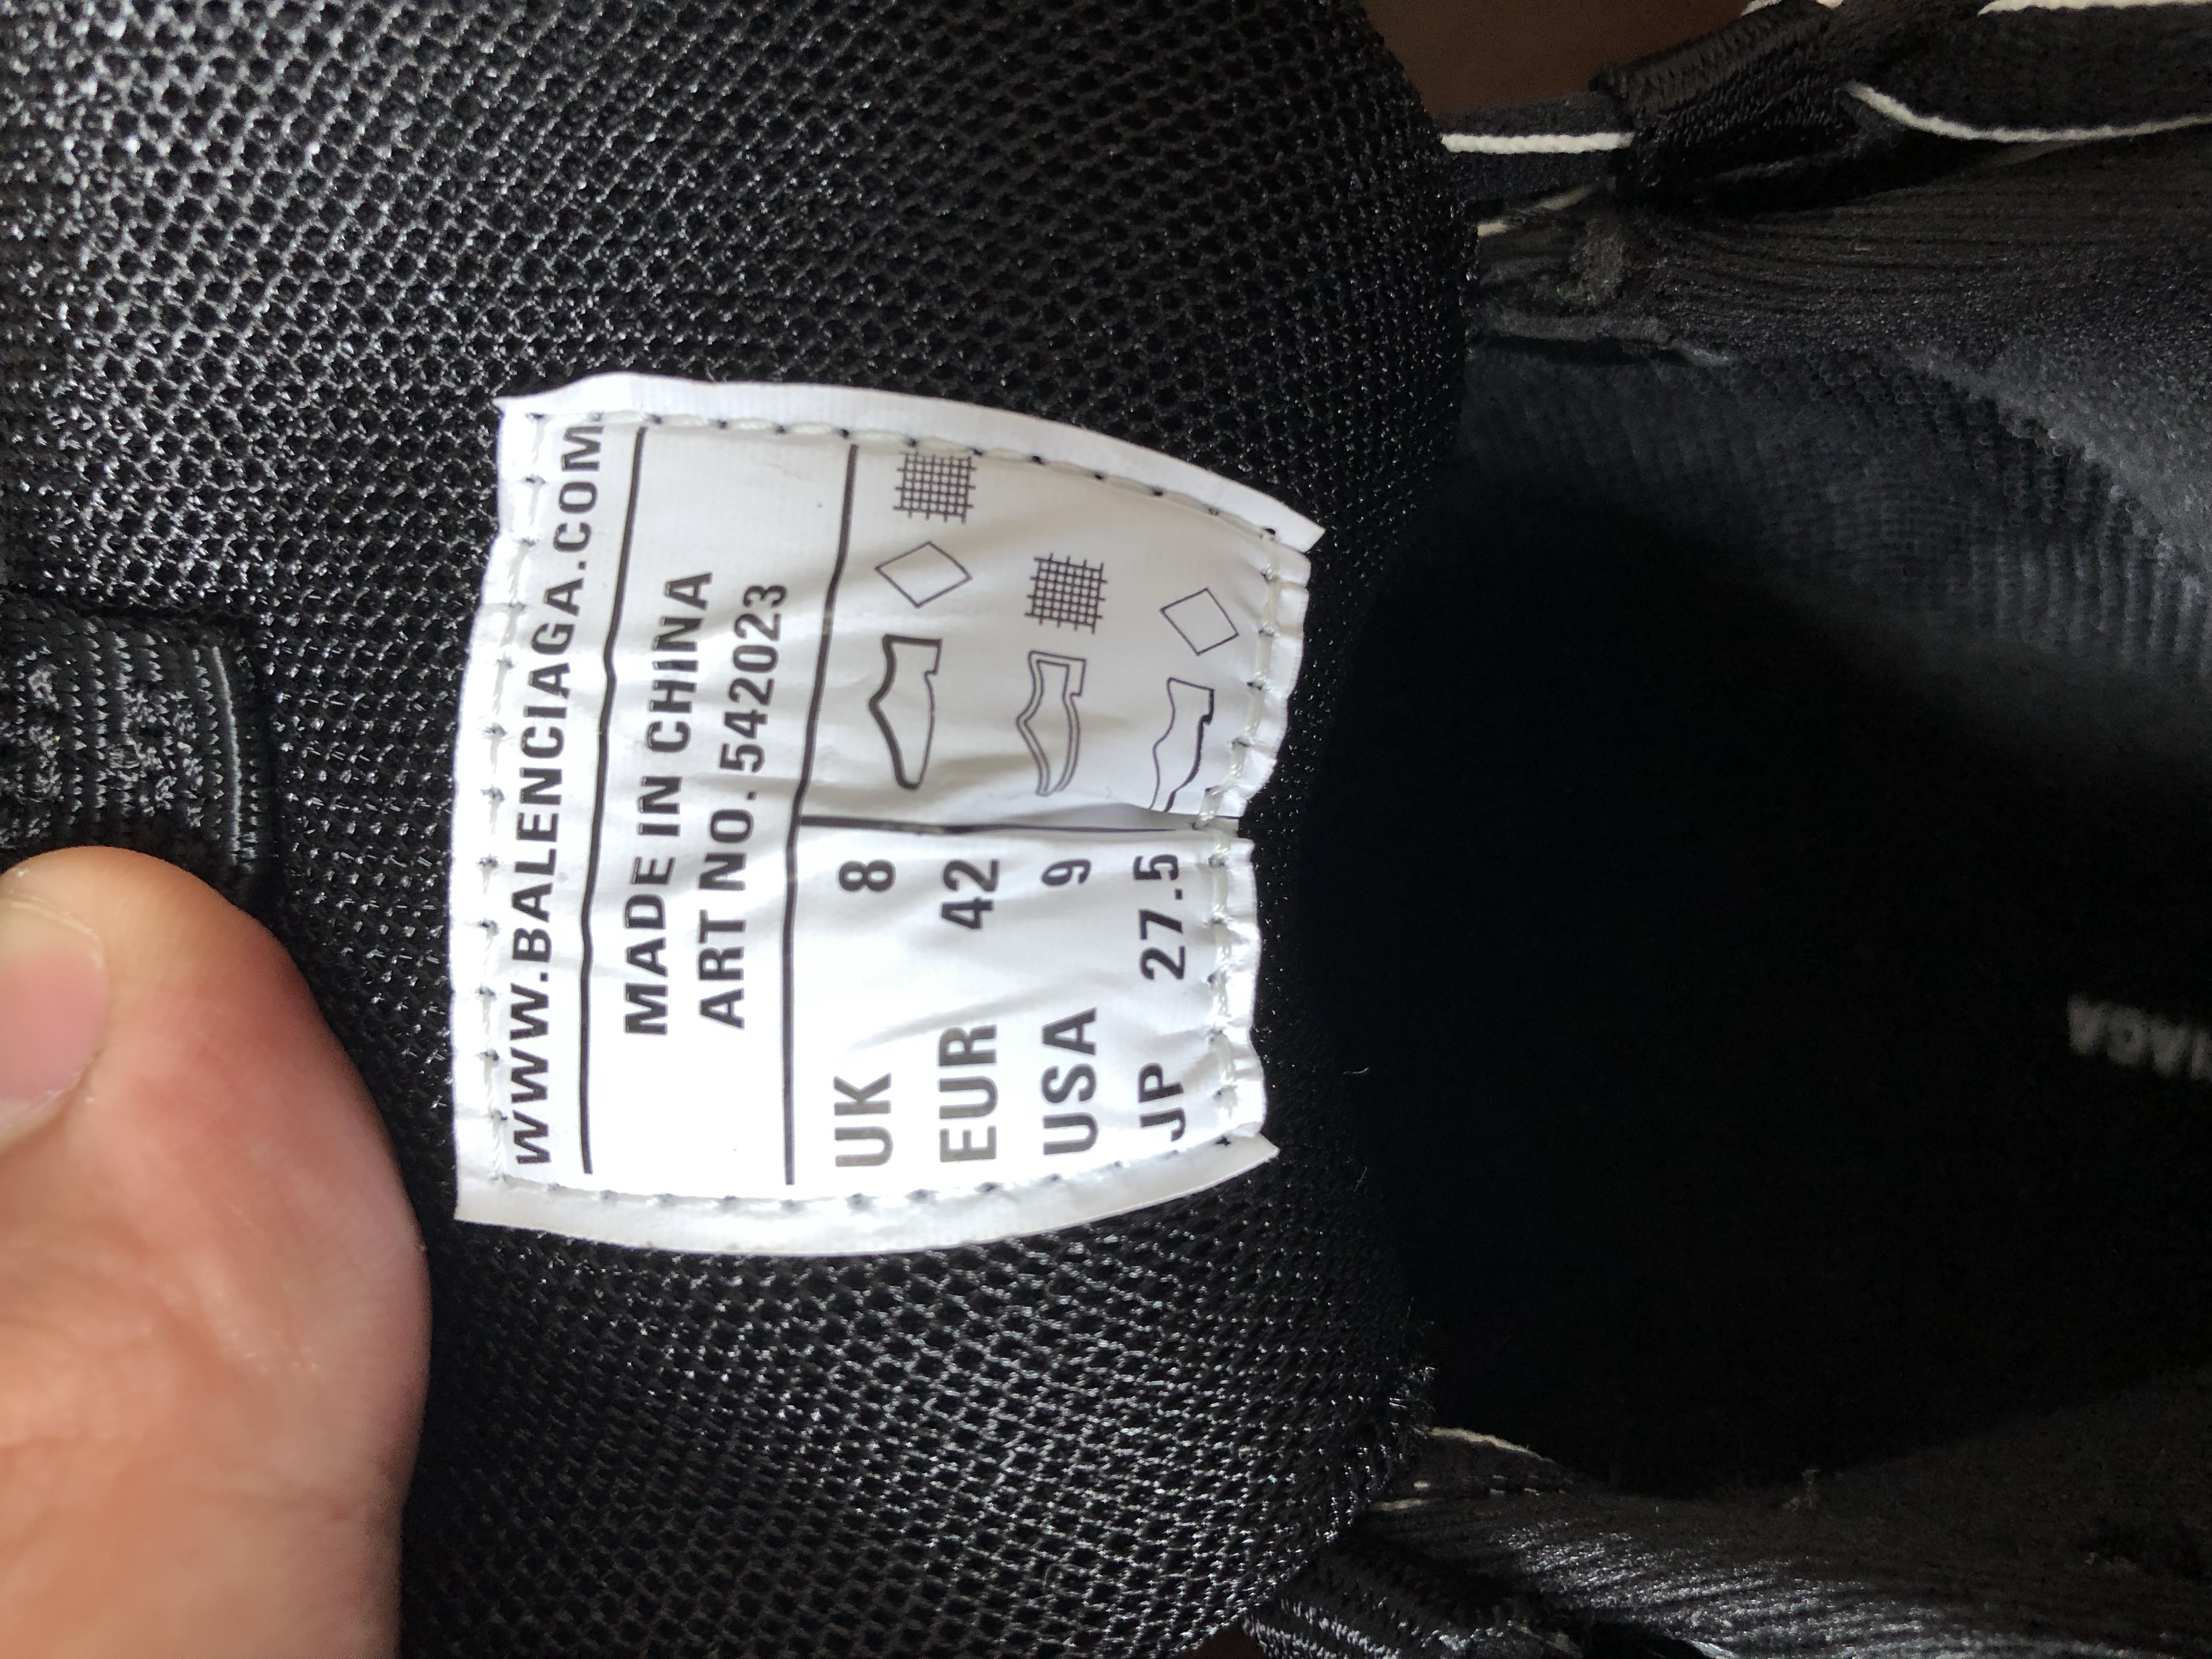 WWW.BALENCIAGA.COM
MADE IN CHINA
ART NO. 542023
UK 8
EUR 42
USA 9
JP 27.5